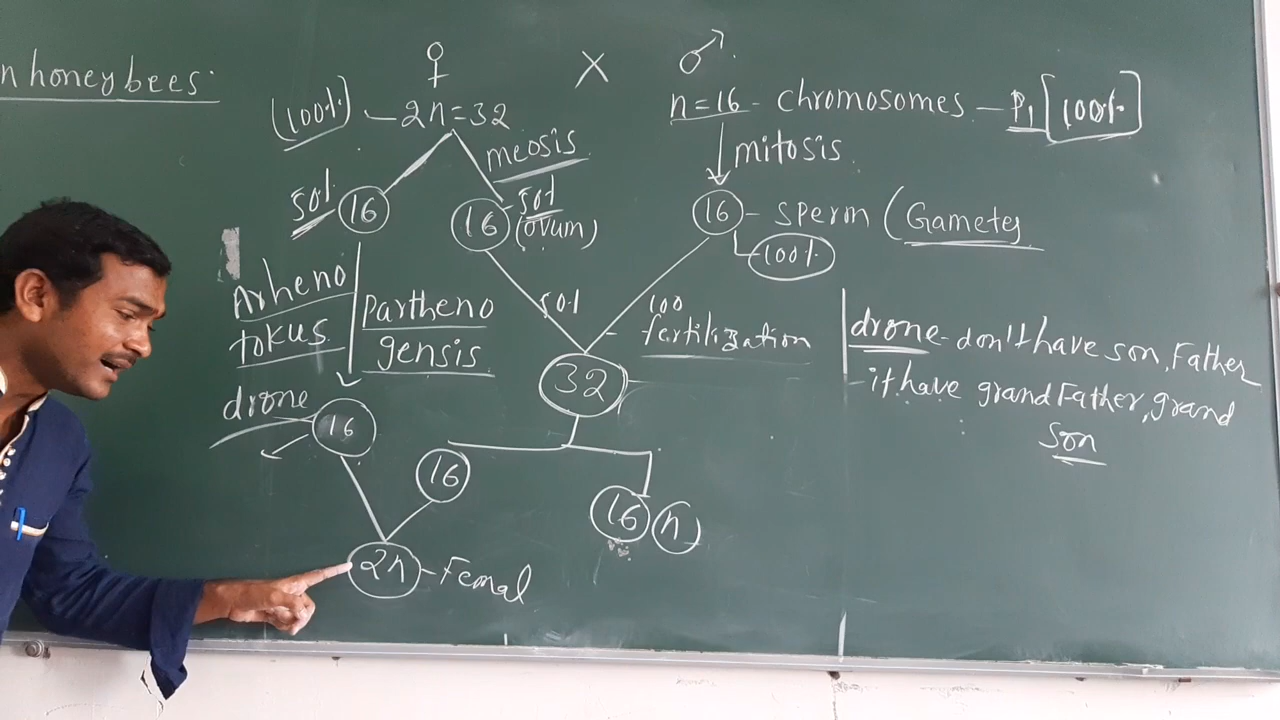 n honeybees
♀ X ♂
(100%) - 2n=32
n=16 - chromosomes - P1 [100%]
meosis
mitosis
50% 16
16 - 50% (ovum)
16 - sperm (Gametes
100%
Arheno
tokus
Partheno
gensis
50%
100
fertilization
32
drone
16
16
16 n
2n - Femal
drone - don't have son, Father
- it have grandFather, grand
son